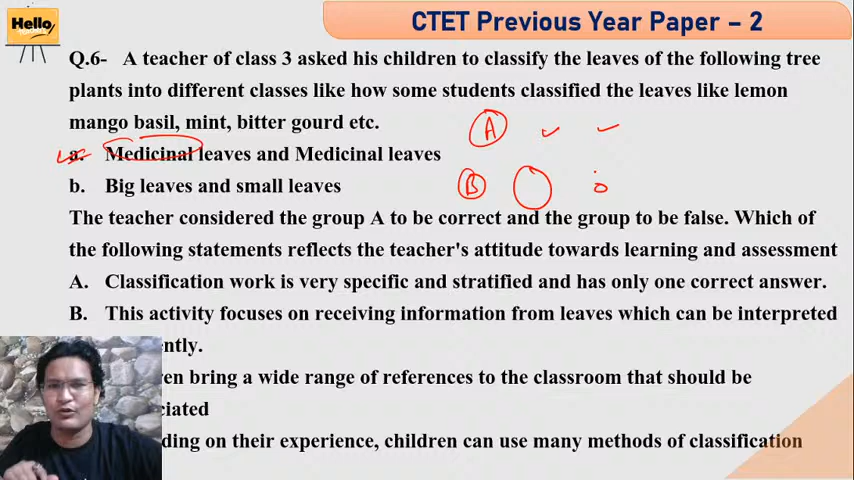 Hello
CTET Previous Year Paper – 2
Q.6- A teacher of class 3 asked his children to classify the leaves of the following tree
plants into different classes like how some students classified the leaves like lemon
mango basil, mint, bitter gourd etc.
A
a. Medicinal leaves and Medicinal leaves
b. Big leaves and small leaves
B
The teacher considered the group A to be correct and the group to be false. Which of
the following statements reflects the teacher's attitude towards learning and assessment
A. Classification work is very specific and stratified and has only one correct answer.
B. This activity focuses on receiving information from leaves which can be interpreted
ently.
en bring a wide range of references to the classroom that should be
ciated
ding on their experience, children can use many methods of classification